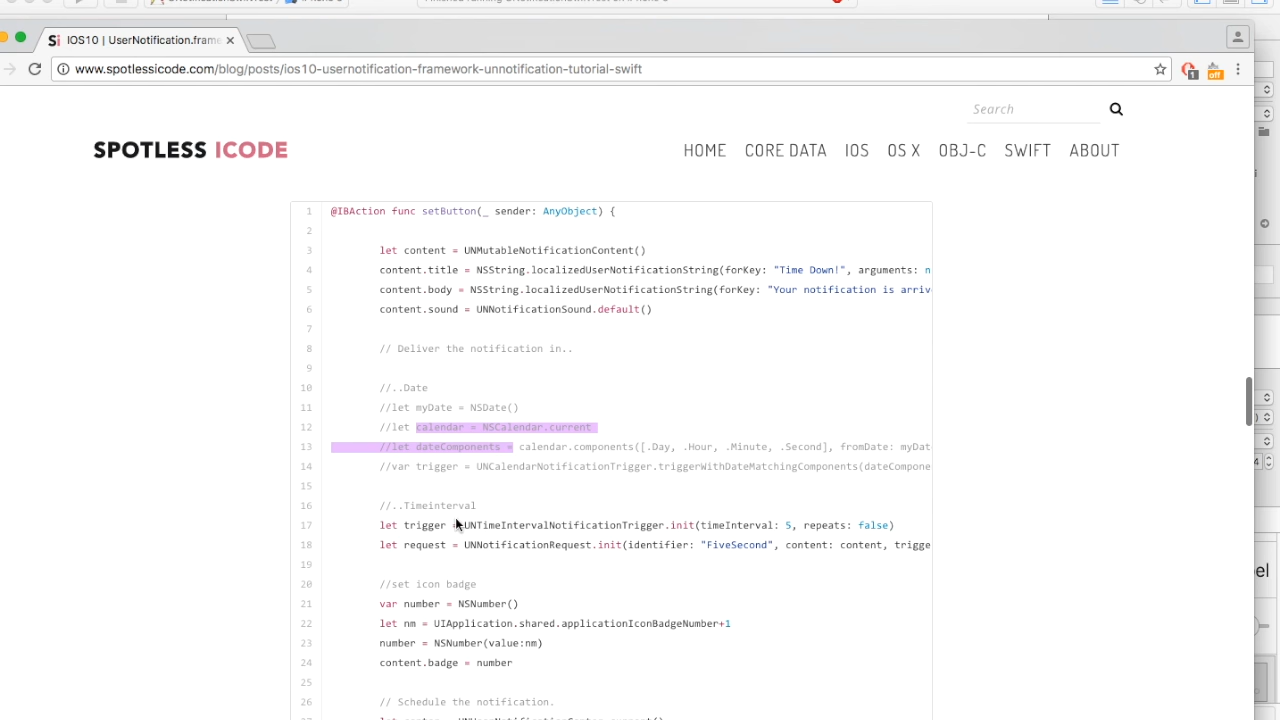 IOS10 | UserNotification.frame
www.spotlessicode.com/blog/posts/ios10-usernotification-framework-unnotification-tutorial-swift
1
off
Search
SPOTLESS ICODE
HOME CORE DATA IOS OS X OBJ-C SWIFT ABOUT
1 @IBAction func setButton(_ sender: AnyObject) {
2
3 let content = UNMutableNotificationContent()
4 content.title = NSString.localizedUserNotificationString(forKey: "Time Down!", arguments: n
5 content.body = NSString.localizedUserNotificationString(forKey: "Your notification is arriv
6 content.sound = UNNotificationSound.default()
7
8 // Deliver the notification in..
9
10 //..Date
11 //let myDate = NSDate()
12 //let calendar = NSCalendar.current
13 //let dateComponents = calendar.components([.Day, .Hour, .Minute, .Second], fromDate: myDat
14 //var trigger = UNCalendarNotificationTrigger.triggerWithDateMatchingComponents(dateCompone
15
16 //..Timeinterval
17 let trigger = UNTimeIntervalNotificationTrigger.init(timeInterval: 5, repeats: false)
18 let request = UNNotificationRequest.init(identifier: "FiveSecond", content: content, trigge
19
20 //set icon badge
21 var number = NSNumber()
22 let nm = UIApplication.shared.applicationIconBadgeNumber+1
23 number = NSNumber(value:nm)
24 content.badge = number
25
26 // Schedule the notification.
el